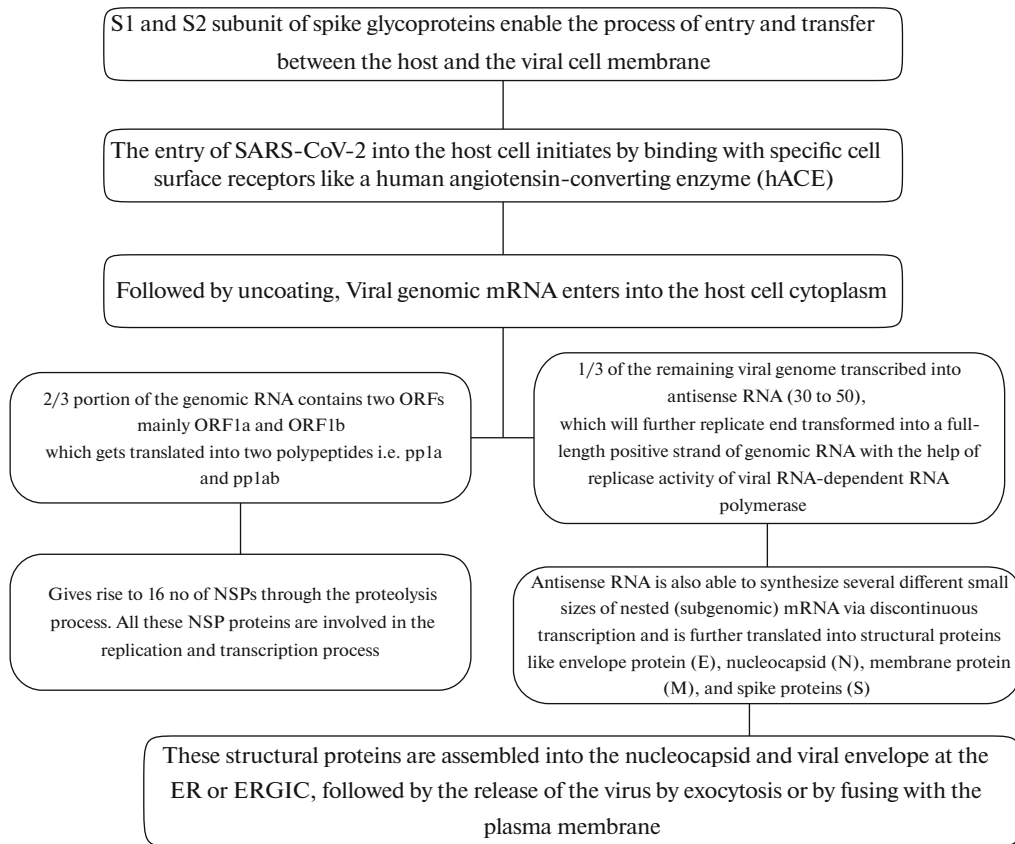 S1 and S2 subunit of spike glycoproteins enable the process of entry and transfer
between the host and the viral cell membrane
The entry of SARS-CoV-2 into the host cell initiates by binding with specific cell
surface receptors like a human angiotensin-converting enzyme (hACE)
Followed by uncoating, Viral genomic mRNA enters into the host cell cytoplasm
2/3 portion of the genomic RNA contains two ORFs
mainly ORF1a and ORF1b
which gets translated into two polypeptides i.e. pp1a
and pp1ab
1/3 of the remaining viral genome transcribed into
antisense RNA (30 to 50),
which will further replicate end transformed into a full-
length positive strand of genomic RNA with the help of
replicase activity of viral RNA-dependent RNA
polymerase
Gives rise to 16 no of NSPs through the proteolysis
process. All these NSP proteins are involved in the
replication and transcription process
Antisense RNA is also able to synthesize several different small
sizes of nested (subgenomic) mRNA via discontinuous
transcription and is further translated into structural proteins
like envelope protein (E), nucleocapsid (N), membrane protein
(M), and spike proteins (S)
These structural proteins are assembled into the nucleocapsid and viral envelope at the
ER or ERGIC, followed by the release of the virus by exocytosis or by fusing with the
plasma membrane